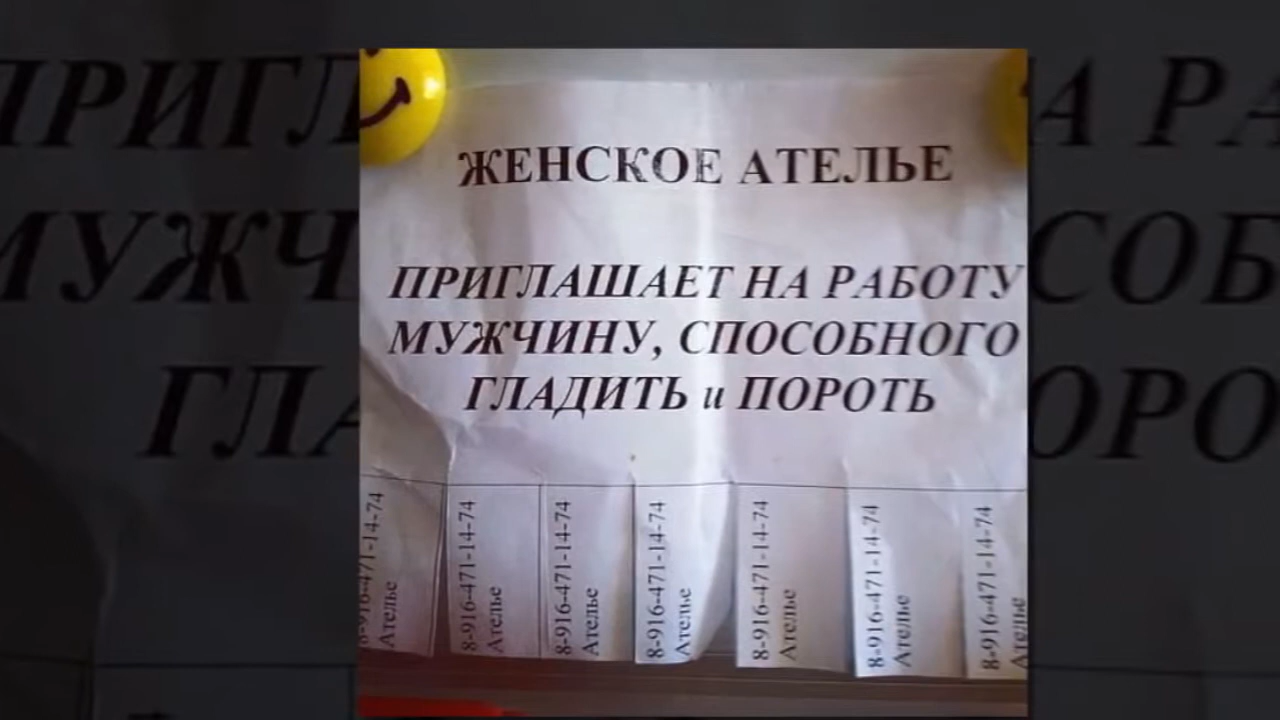 ЖЕНСКОЕ АТЕЛЬЕ
ПРИГЛАШАЕТ НА РАБОТУ
МУЖЧИНУ, СПОСОБНОГО
ГЛАДИТЬ и ПОРОТЬ
8-916-471-14-74
Ателье
8-916-471-14-74
Ателье
8-916-471-14-74
Ателье
8-916-471-14-74
Ателье
8-916-471-14-74
Ателье
8-916-471-14-74
Ателье
8-916-471-14-74
Ателье